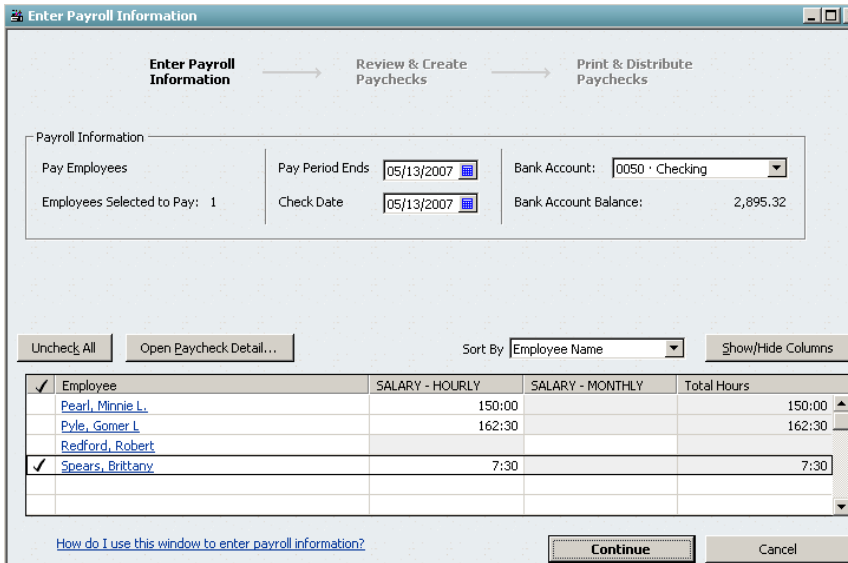 Enter Payroll Information
Enter Payroll Information
Review & Create Paychecks
Print & Distribute Paychecks
Payroll Information
Pay Employees
Pay Period Ends 05/13/2007
Bank Account: 0050 · Checking
Employees Selected to Pay: 1
Check Date 05/13/2007
Bank Account Balance: 2,895.32
Uncheck All
Open Paycheck Detail...
Sort By Employee Name
Show/Hide Columns
✓ Employee SALARY - HOURLY SALARY - MONTHLY Total Hours
Pearl, Minnie L. 150:00 150:00
Pyle, Gomer L 162:30 162:30
Redford, Robert
✓ Spears, Brittany 7:30 7:30
How do I use this window to enter payroll information?
Continue
Cancel